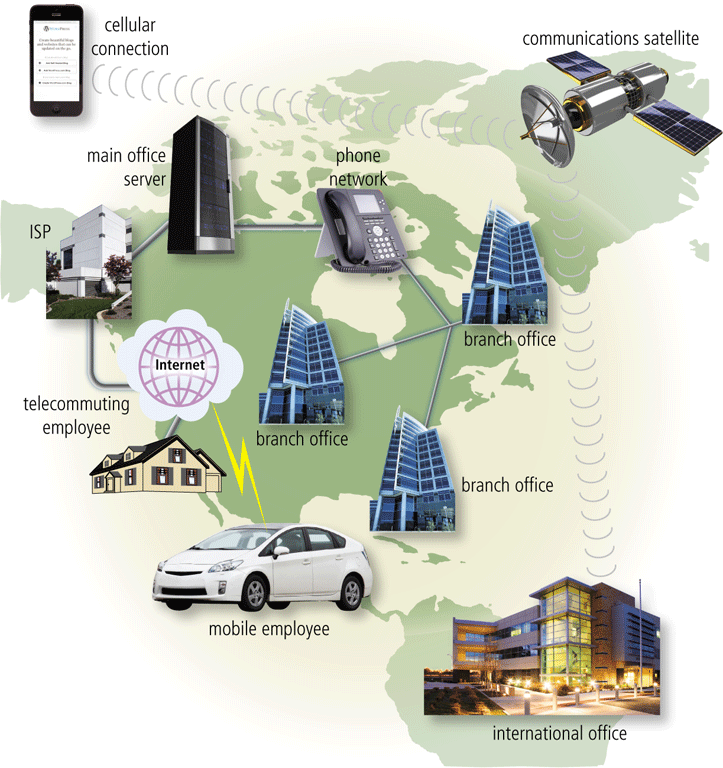 cellular
connection
communications satellite
main office
server
phone
network
ISP
branch office
Internet
telecommuting
employee
branch office
branch office
mobile employee
international office